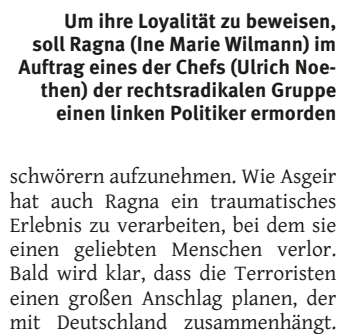 Um ihre Loyalität zu beweisen,
soll Ragna (Ine Marie Wilmann) im
Auftrag eines der Chefs (Ulrich Noe-
then) der rechtsradikalen Gruppe
einen linken Politiker ermorden
schwörern aufzunehmen. Wie Asgeir
hat auch Ragna ein traumatisches
Erlebnis zu verarbeiten, bei dem sie
einen geliebten Menschen verlor.
Bald wird klar, dass die Terroristen
einen großen Anschlag planen, der
mit Deutschland zusammenhängt.